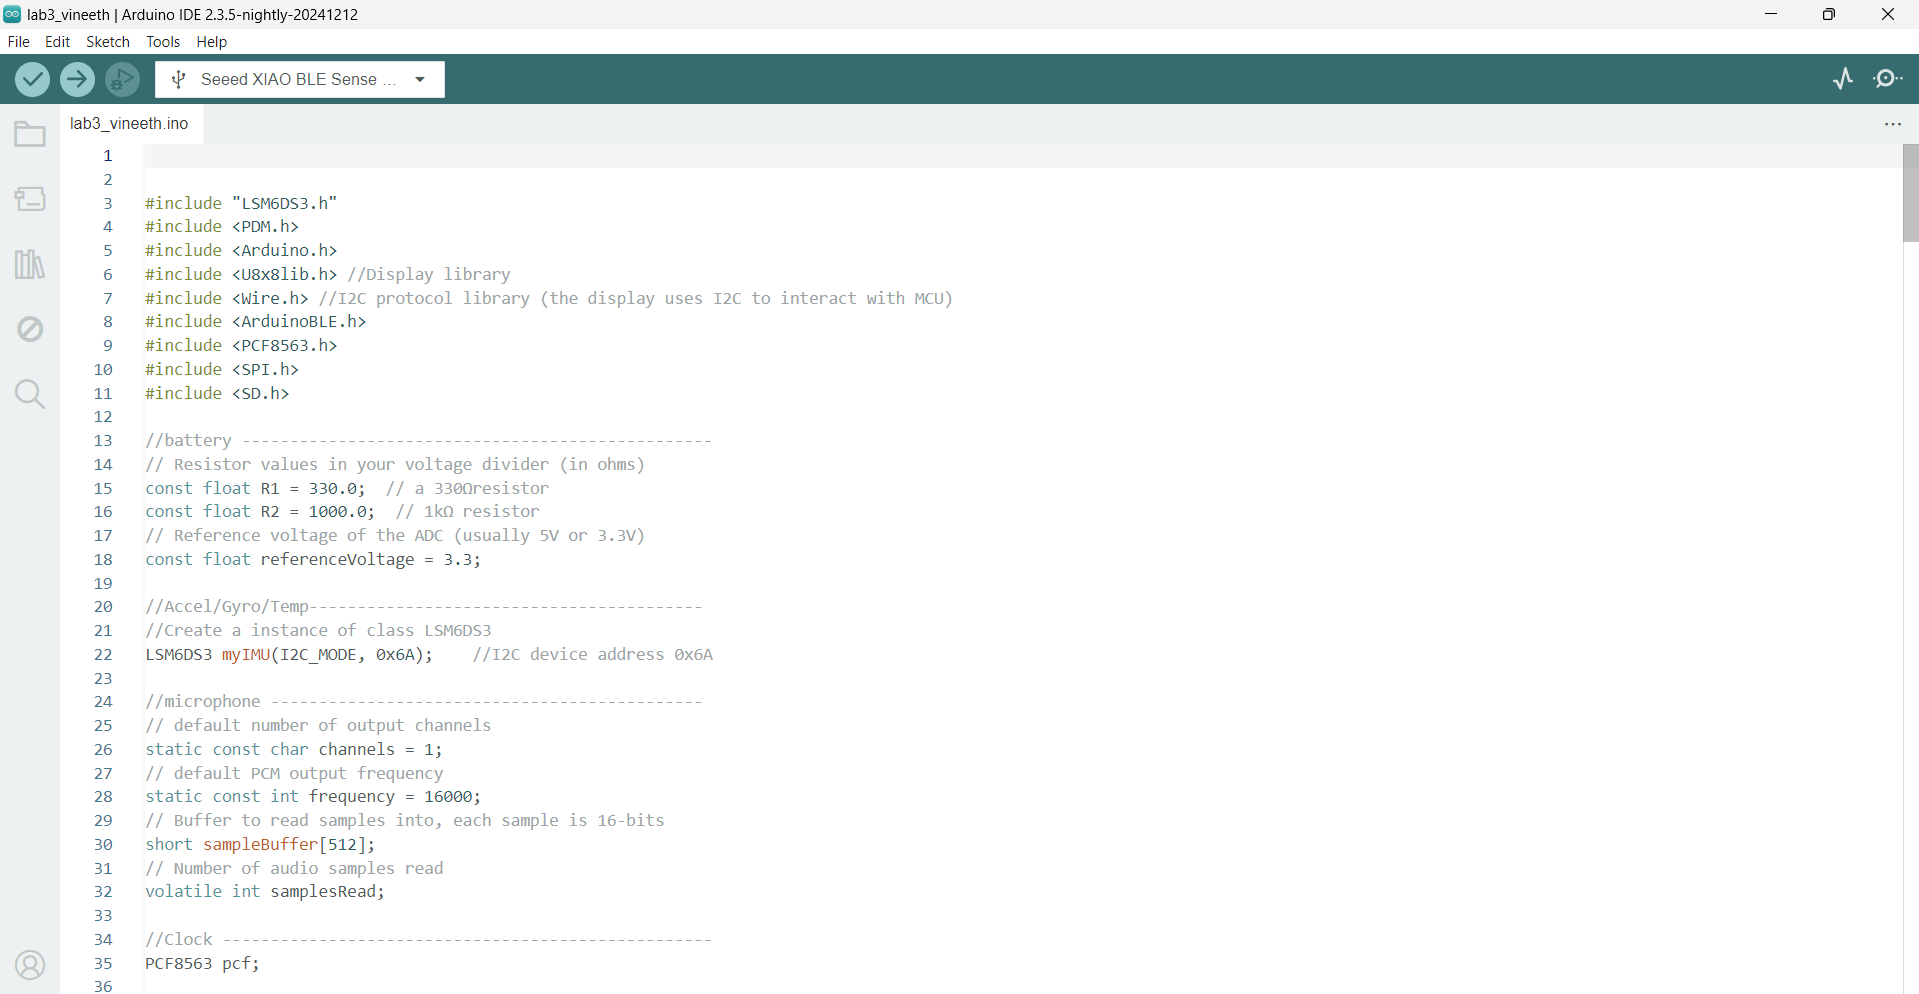 lab3_vineeth | Arduino IDE 2.3.5-nightly-20241212
File Edit Sketch Tools Help
Seeed XIAO BLE Sense ...
lab3_vineeth.ino
1
2
3 #include "LSM6DS3.h"
4 #include <PDM.h>
5 #include <Arduino.h>
6 #include <U8x8lib.h> //Display library
7 #include <Wire.h> //I2C protocol library (the display uses I2C to interact with MCU)
8 #include <ArduinoBLE.h>
9 #include <PCF8563.h>
10 #include <SPI.h>
11 #include <SD.h>
12
13 //battery -------------------------------------------------
14 // Resistor values in your voltage divider (in ohms)
15 const float R1 = 330.0;  // a 330Ωresistor
16 const float R2 = 1000.0;  // 1kΩ resistor
17 // Reference voltage of the ADC (usually 5V or 3.3V)
18 const float referenceVoltage = 3.3;
19
20 //Accel/Gyro/Temp-----------------------------------------
21 //Create a instance of class LSM6DS3
22 LSM6DS3 myIMU(I2C_MODE, 0x6A);    //I2C device address 0x6A
23
24 //microphone ---------------------------------------------
25 // default number of output channels
26 static const char channels = 1;
27 // default PCM output frequency
28 static const int frequency = 16000;
29 // Buffer to read samples into, each sample is 16-bits
30 short sampleBuffer[512];
31 // Number of audio samples read
32 volatile int samplesRead;
33
34 //Clock ---------------------------------------------------
35 PCF8563 pcf;
36